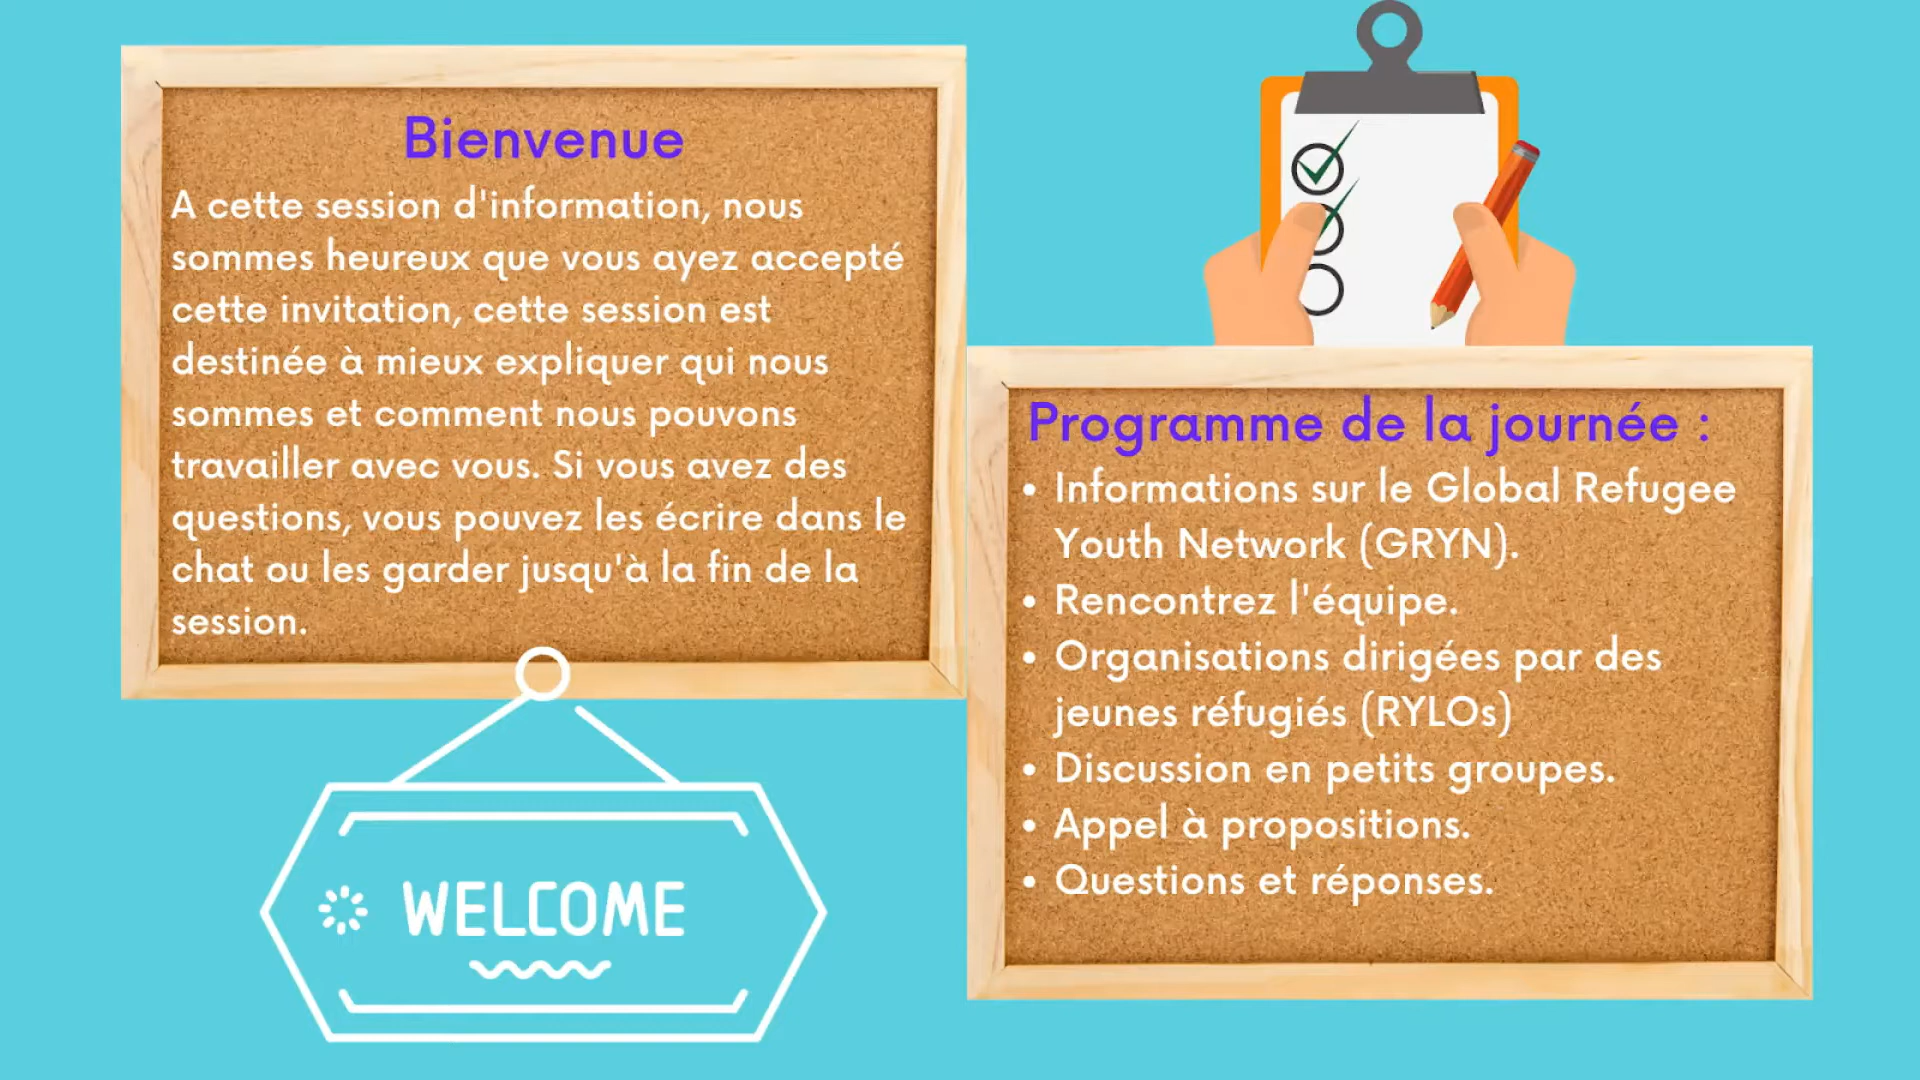 Bienvenue
A cette session d'information, nous
sommes heureux que vous ayez accepté
cette invitation, cette session est
destinée à mieux expliquer qui nous
sommes et comment nous pouvons
travailler avec vous. Si vous avez des
questions, vous pouvez les écrire dans le
chat ou les garder jusqu'à la fin de la
session.
WELCOME
Programme de la journée :
• Informations sur le Global Refugee
Youth Network (GRYN).
• Rencontrez l'équipe.
• Organisations dirigées par des
jeunes réfugiés (RYLOs)
• Discussion en petits groupes.
• Appel à propositions.
• Questions et réponses.